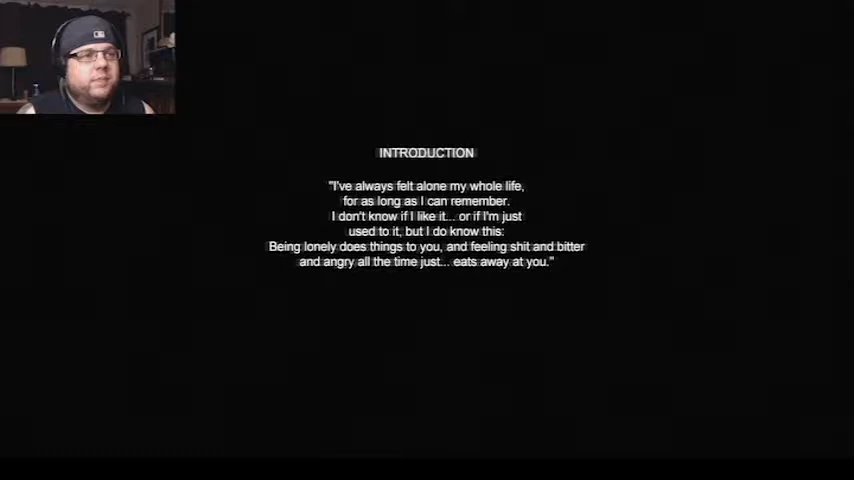 INTRODUCTION
"I've always felt alone my whole life,
for as long as I can remember.
I don't know if I like it... or if I'm just
used to it, but I do know this:
Being lonely does things to you, and feeling shit and bitter
and angry all the time just... eats away at you."